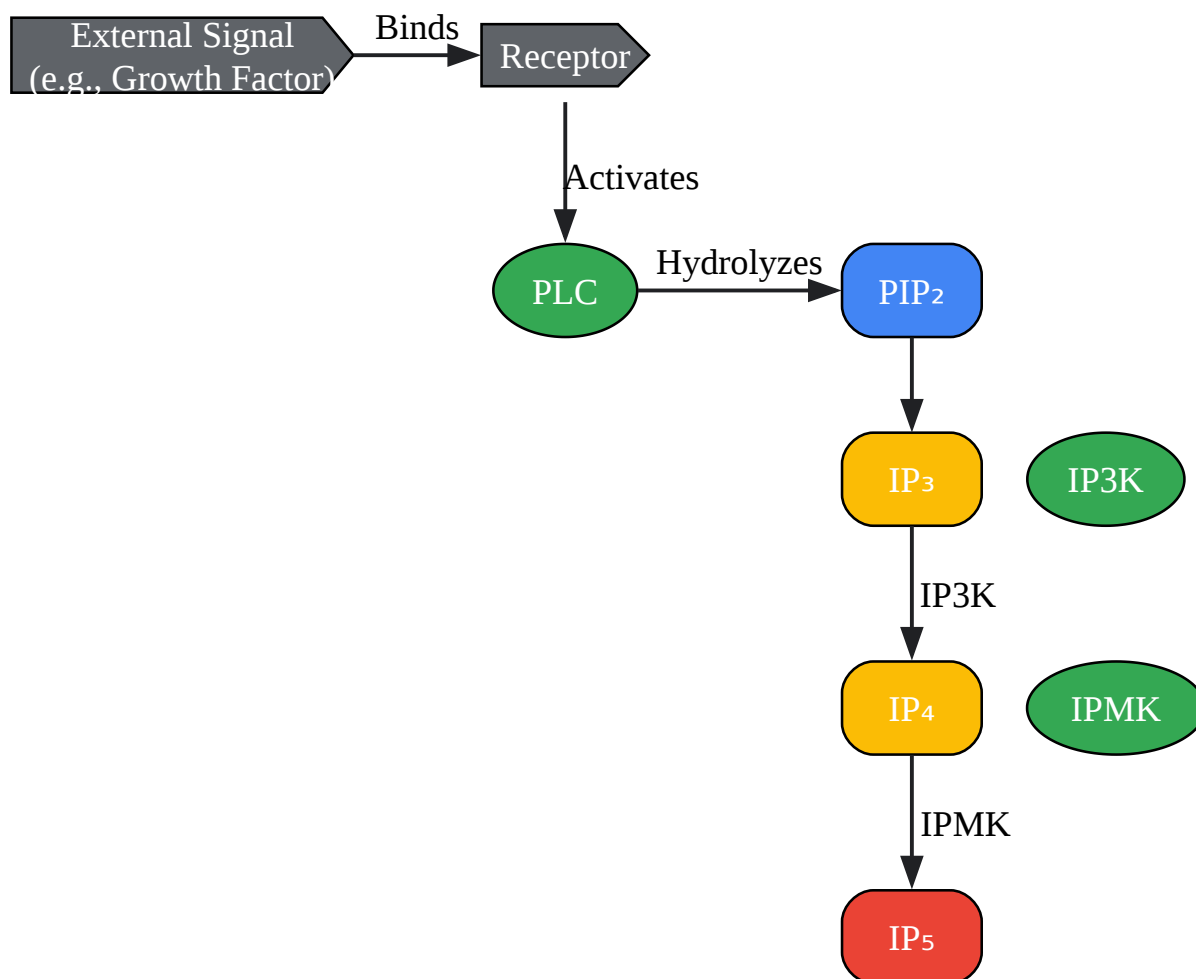 External Signal
(e.g., Growth Factor)
Binds
Receptor
Activates
PLC
Hydrolyzes
PIP₂
IP₃
IP3K
IP3K
IP₄
IPMK
IPMK
IP₅